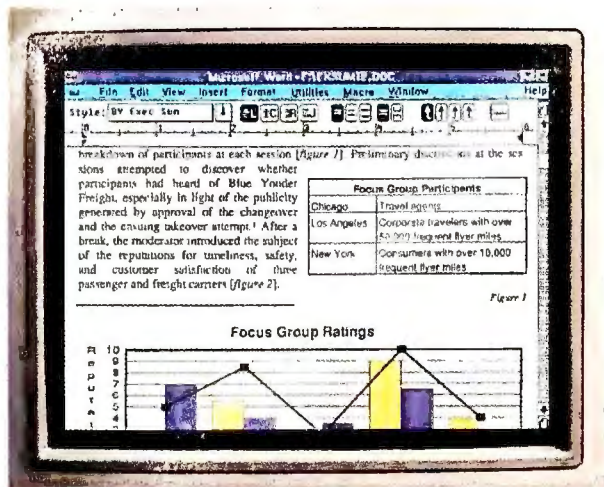 Microsoft Word -
File Edit View Insert Format Utilities Macro Window Help
Style: BY Exec Sum
breakdown of participants at each session [figure 1]. Preliminary discussions at the ses
sions attempted to discover whether
participants had heard of Blue Yonder
Freight, especially in light of the publicity
generated by approval of the changeover
and the ensuing takeover attempt.¹ After a
break, the moderator introduced the subject
of the reputations for timeliness, safety,
and customer satisfaction of three
passenger and freight carriers [figure 2].
Focus Group Participants
Chicago Travel agents
Los Angeles Corporate travelers with over
50,000 frequent flyer miles
New York Consumers with over 10,000
frequent flyer miles
Figure 1
Focus Group Ratings
R
e
p
u
t
a
t
10
9
8
7
6
5
4